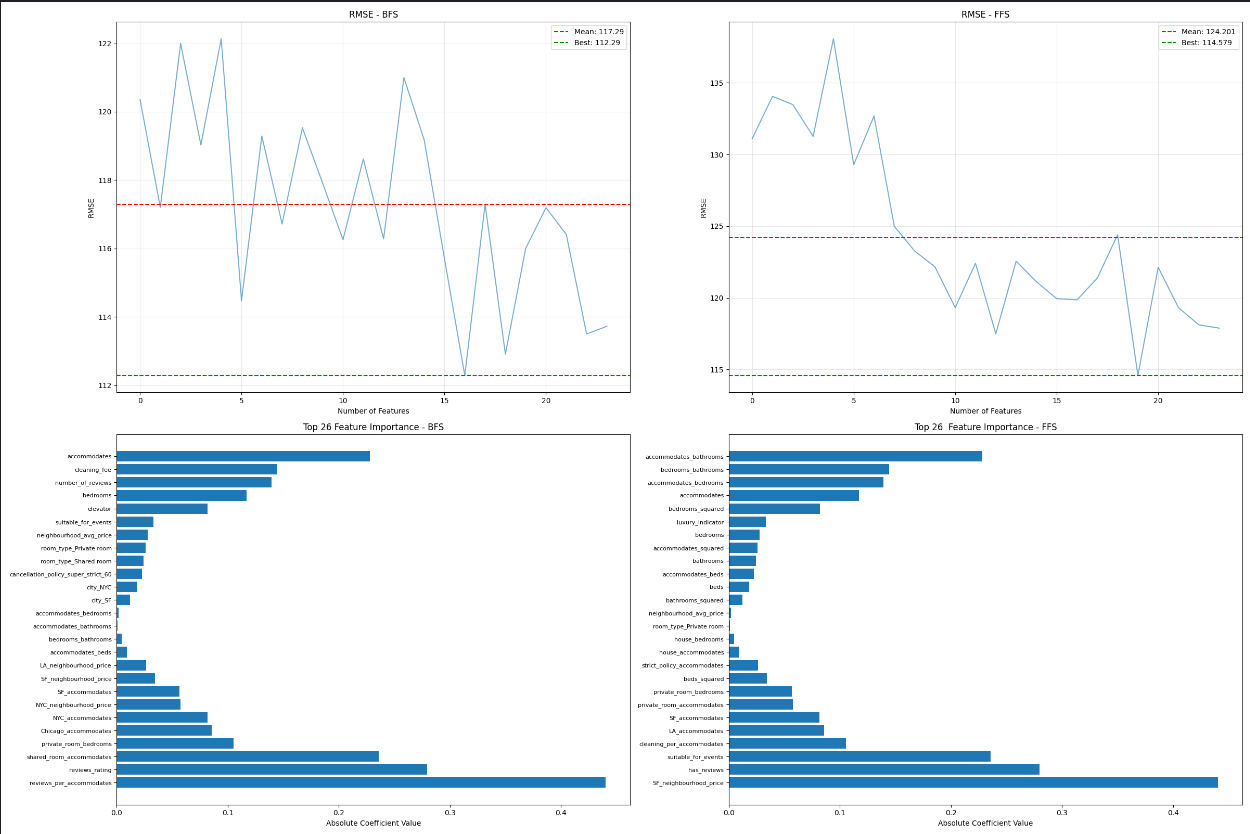 RMSE - BFS
Mean: 117.29
Best: 112.29
122
120
118
116
114
112
RMSE
0
5
10
15
20
Number of Features
RMSE - FFS
Mean: 124.201
Best: 114.579
135
130
125
120
115
RMSE
0
5
10
15
20
Number of Features
Top 26 Feature Importance - BFS
accommodates
cleaning_fee
number_of_reviews
bedrooms
elevator
suitable_for_events
neighbourhood_avg_price
room_type_Private room
room_type_Shared room
cancellation_policy_super_strict_60
city_NYC
city_SF
accommodates_bedrooms
accommodates_bathrooms
bedrooms_bathrooms
accommodates_beds
LA_neighbourhood_price
SF_neighbourhood_price
SF_accommodates
NYC_neighbourhood_price
NYC_accommodates
Chicago_accommodates
private_room_bedrooms
shared_room_accommodates
reviews_rating
reviews_per_accommodates
0.0
0.1
0.2
0.3
0.4
Absolute Coefficient Value
Top 26  Feature Importance - FFS
accommodates_bathrooms
bedrooms_bathrooms
accommodates_bedrooms
accommodates
bedrooms_squared
luxury_indicator
bedrooms
accommodates_squared
bathrooms
accommodates_beds
beds
bathrooms_squared
neighbourhood_avg_price
room_type_Private room
house_bedrooms
house_accommodates
strict_policy_accommodates
beds_squared
private_room_bedrooms
private_room_accommodates
SF_accommodates
LA_accommodates
cleaning_per_accommodates
suitable_for_events
has_reviews
SF_neighbourhood_price
0.0
0.1
0.2
0.3
0.4
Absolute Coefficient Value